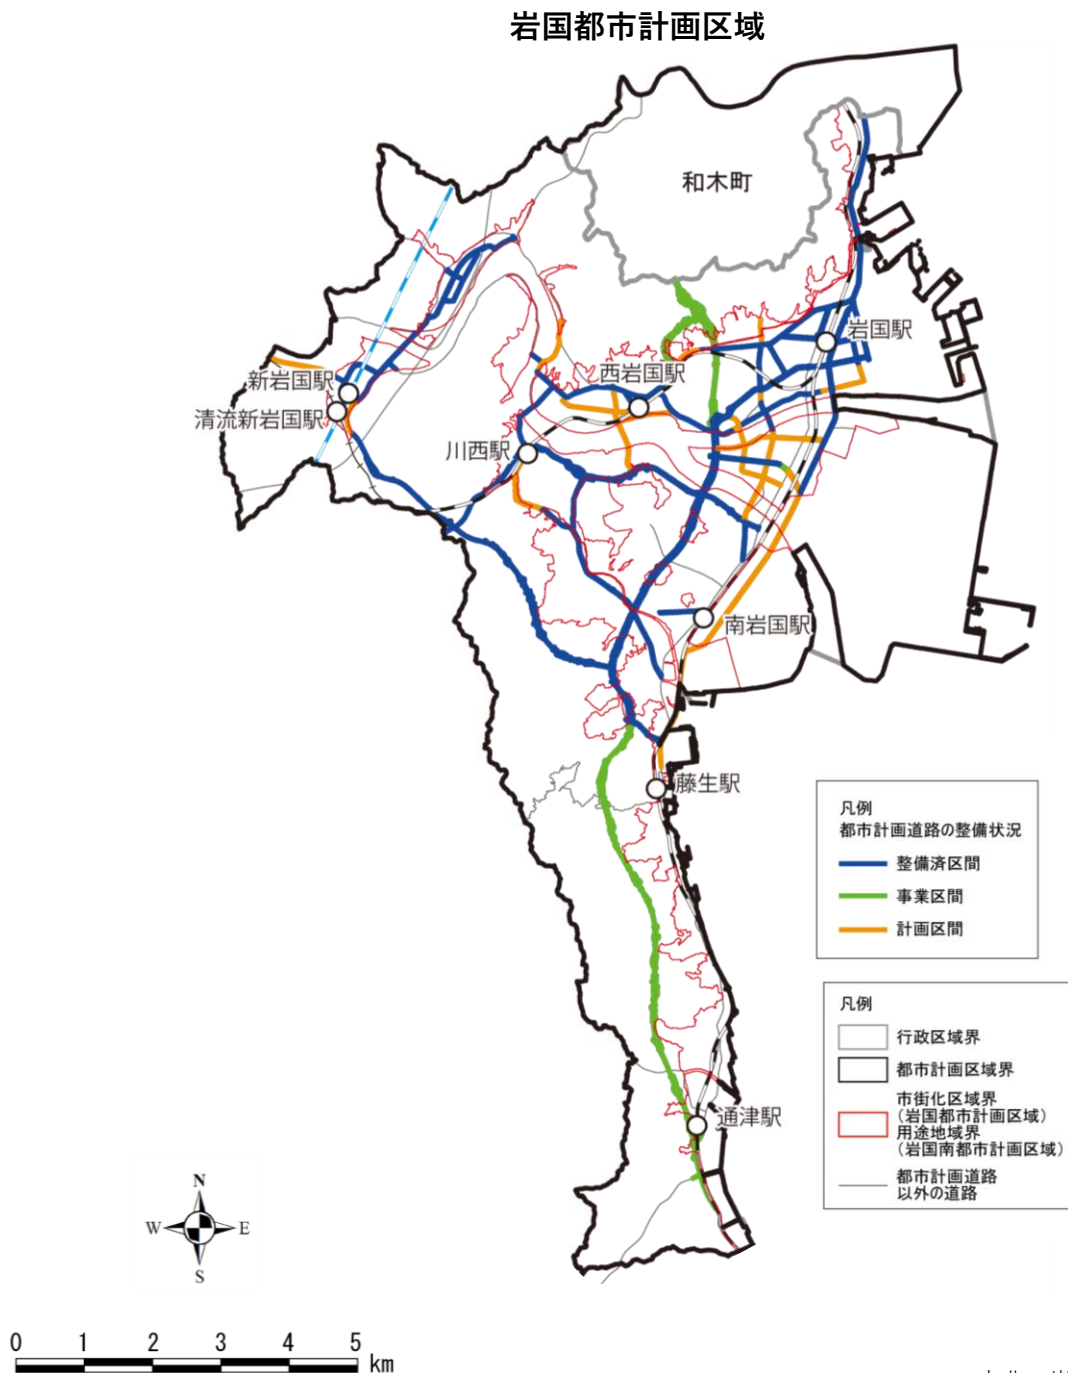 岩国都市計画区域
和木町
岩国駅
新岩国駅
西岩国駅
清流新岩国駅
川西駅
南岩国駅
藤生駅
通津駅
凡例
都市計画道路の整備状況
整備済区間
事業区間
計画区間
凡例
行政区域界
都市計画区域界
市街化区域界
(岩国都市計画区域)
用途地域界
(岩国南都市計画区域)
都市計画道路
以外の道路
N
W E
S
0 1 2 3 4 5
km